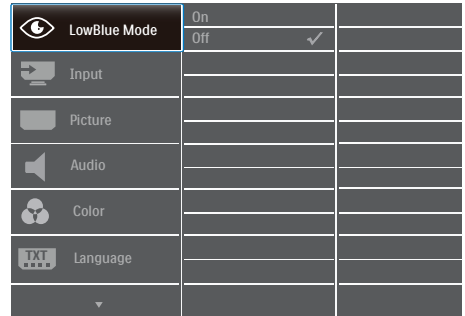 LowBlue Mode
On
Off
Input
Picture
Audio
Color
TXT
Language